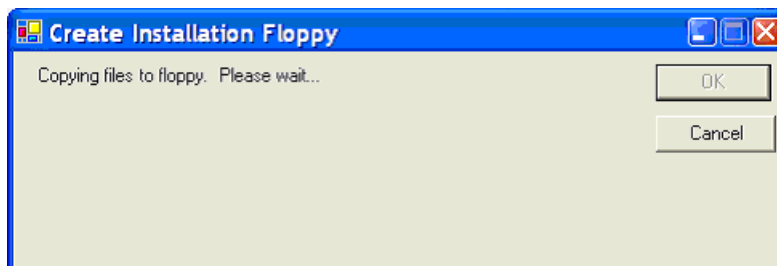 Create Installation Floppy
Copying files to floppy.  Please wait...
OK
Cancel